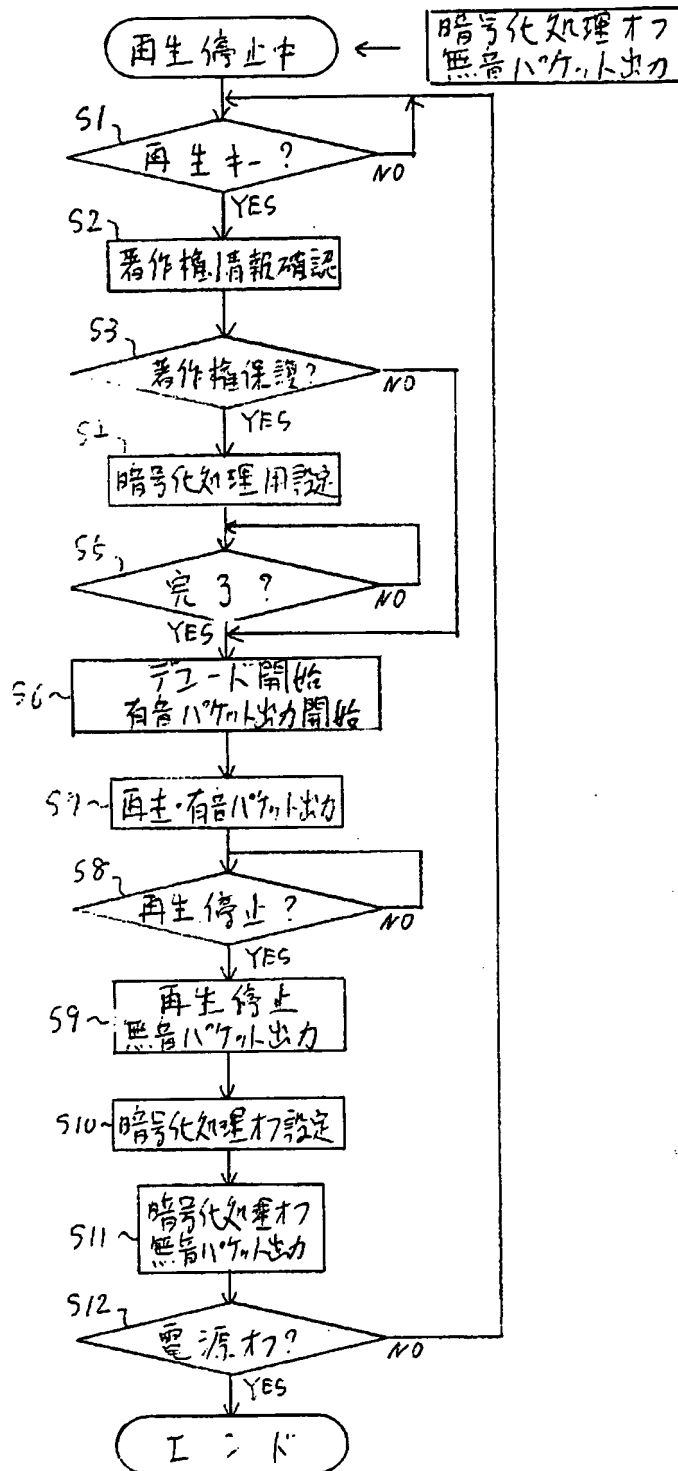 再生停止中
暗号化処理オフ
無音パケット出力
S1
再生キー?
NO
YES
S2
著作権情報確認
S3
著作権保護?
NO
YES
S4
暗号化処理用設定
S5
完了?
NO
YES
S6
デコード開始
有音パケット出力開始
S7
再生・有音パケット出力
S8
再生停止?
NO
YES
S9
再生停止
無音パケット出力
S10
暗号化処理オフ設定
S11
暗号化処理オフ
無音パケット出力
S12
電源オフ?
NO
YES
エンド